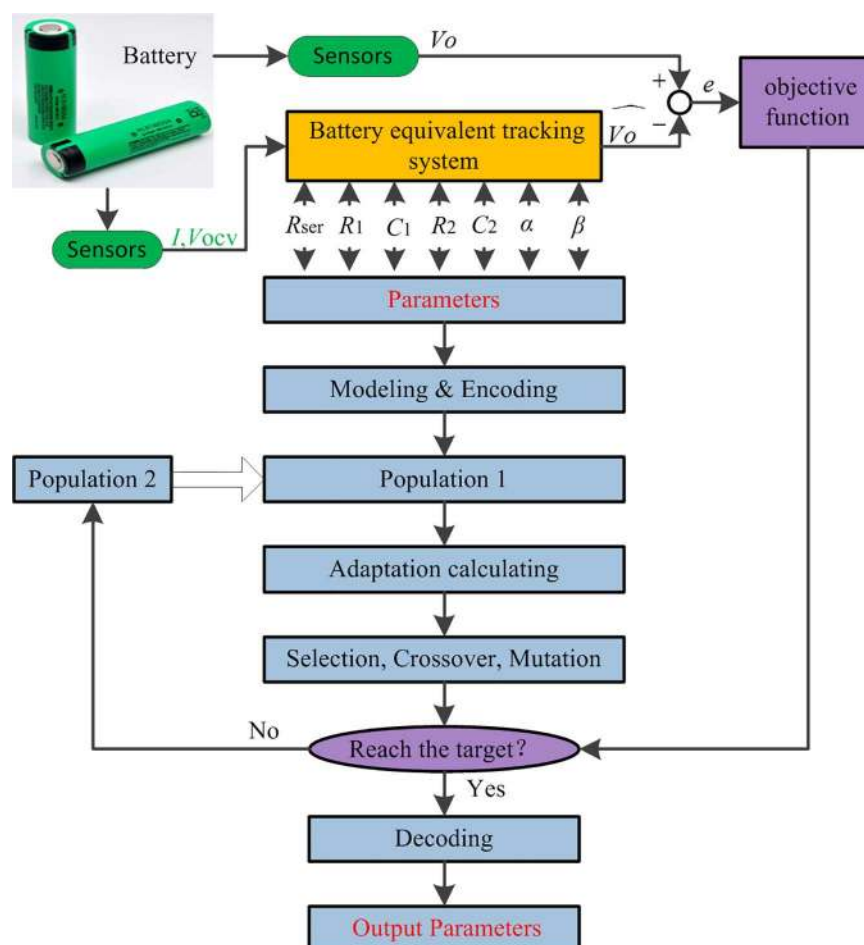 Battery
Sensors
Vo
+
−
e
objective
function
Battery equivalent tracking
system
V̂o
Sensors
I,Vocv
Rser R1 C1 R2 C2 α β
Parameters
Modeling & Encoding
Population 2
Population 1
Adaptation calculating
Selection, Crossover, Mutation
No
Reach the target?
Yes
Decoding
Output Parameters